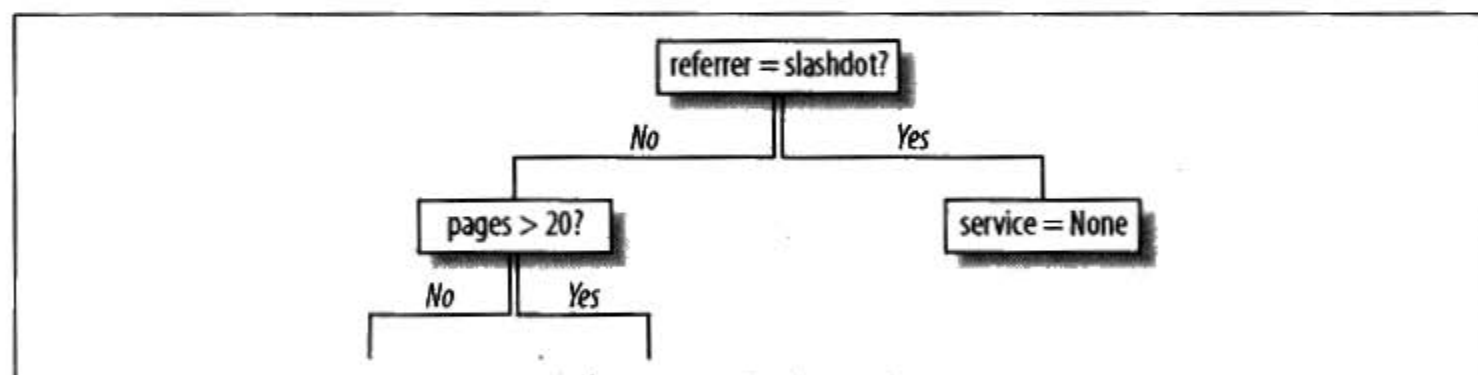 referrer = slashdot?
No
Yes
pages > 20?
service = None
No
Yes